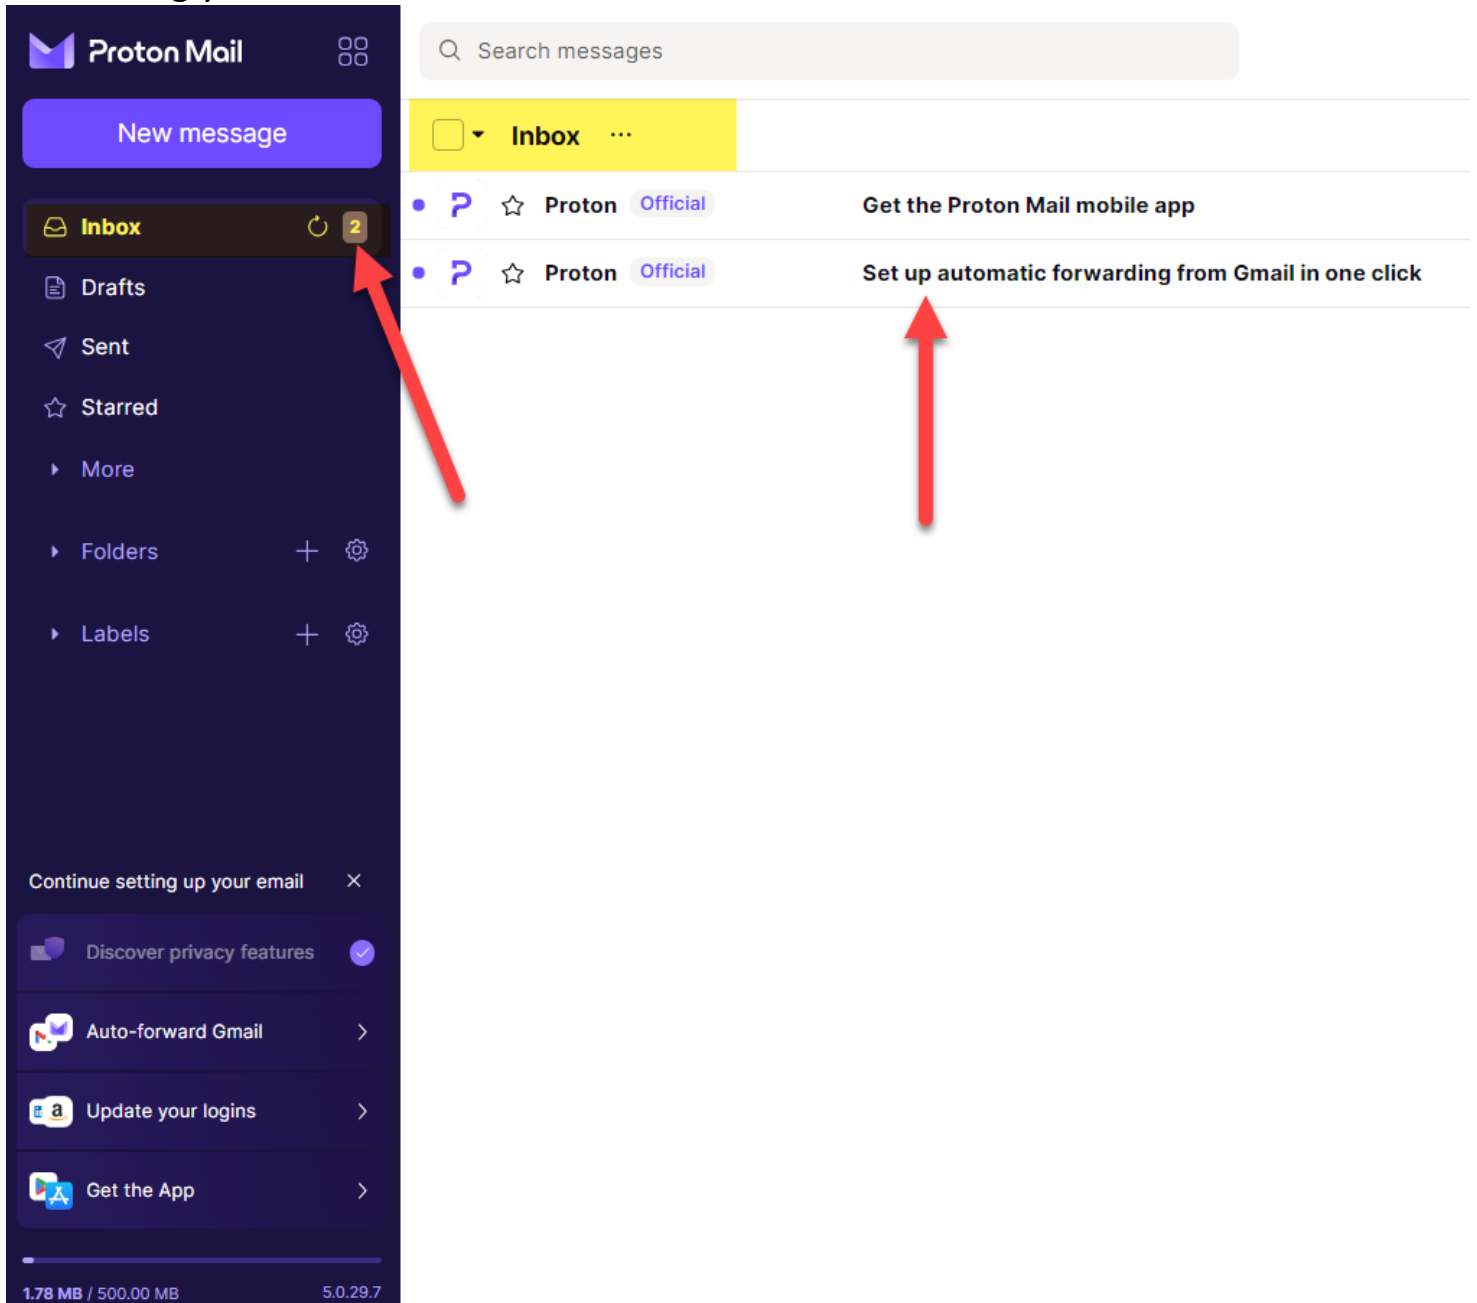 Proton Mail
Search messages
New message
Inbox
Inbox 2
Proton Official Get the Proton Mail mobile app
Drafts
Proton Official Set up automatic forwarding from Gmail in one click
Sent
Starred
More
Folders
Labels
Continue setting up your email
Discover privacy features
Auto-forward Gmail
Update your logins
Get the App
1.78 MB / 500.00 MB 5.0.29.7